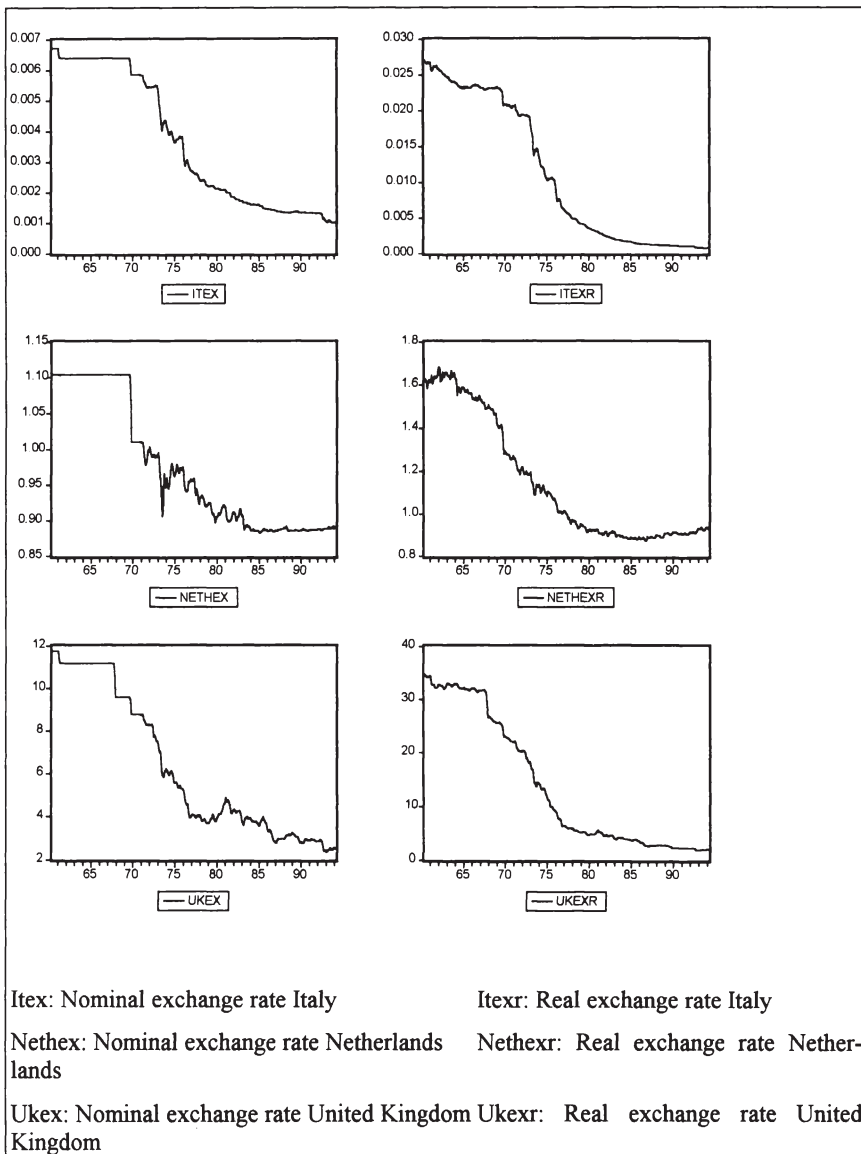 0.007
0.006
0.005
0.004
0.003
0.002
0.001
0.000
65 70 75 80 85 90
ITEX
0.030
0.025
0.020
0.015
0.010
0.005
0.000
65 70 75 80 85 90
ITEXR
1.15
1.10
1.05
1.00
0.95
0.90
0.85
65 70 75 80 85 90
NETHEX
1.8
1.6
1.4
1.2
1.0
0.8
65 70 75 80 85 90
NETHEXR
12
10
8
6
4
2
65 70 75 80 85 90
UKEX
40
30
20
10
0
65 70 75 80 85 90
UKEXR
Itex: Nominal exchange rate Italy Itexr: Real exchange rate Italy
Nethex: Nominal exchange rate Netherlands Nethexr: Real exchange rate Nether-
lands
Ukex: Nominal exchange rate United Kingdom Ukexr: Real exchange rate United
Kingdom